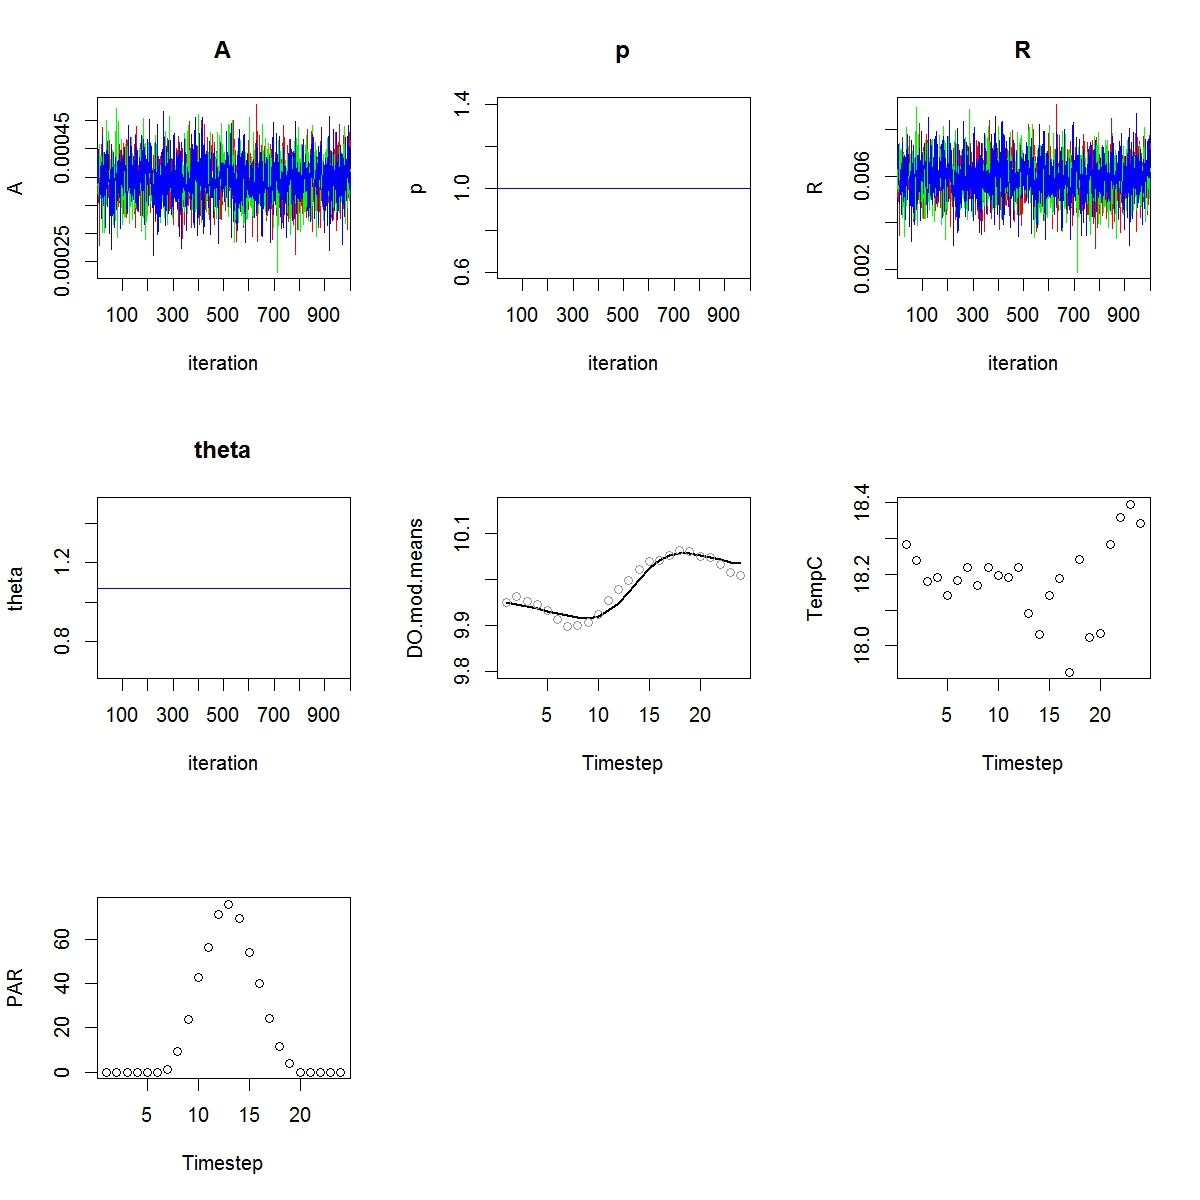 A
p
R
A
0.00025
0.00045
100 300 500 700 900
iteration
p
0.6
1.0
1.4
100 300 500 700 900
iteration
R
0.002
0.006
100 300 500 700 900
iteration
theta
theta
0.8
1.2
100 300 500 700 900
iteration
DO.mod.means
9.8
9.9
10.1
5 10 15 20
Timestep
TempC
18.0
18.2
18.4
5 10 15 20
Timestep
PAR
0
20
40
60
5 10 15 20
Timestep